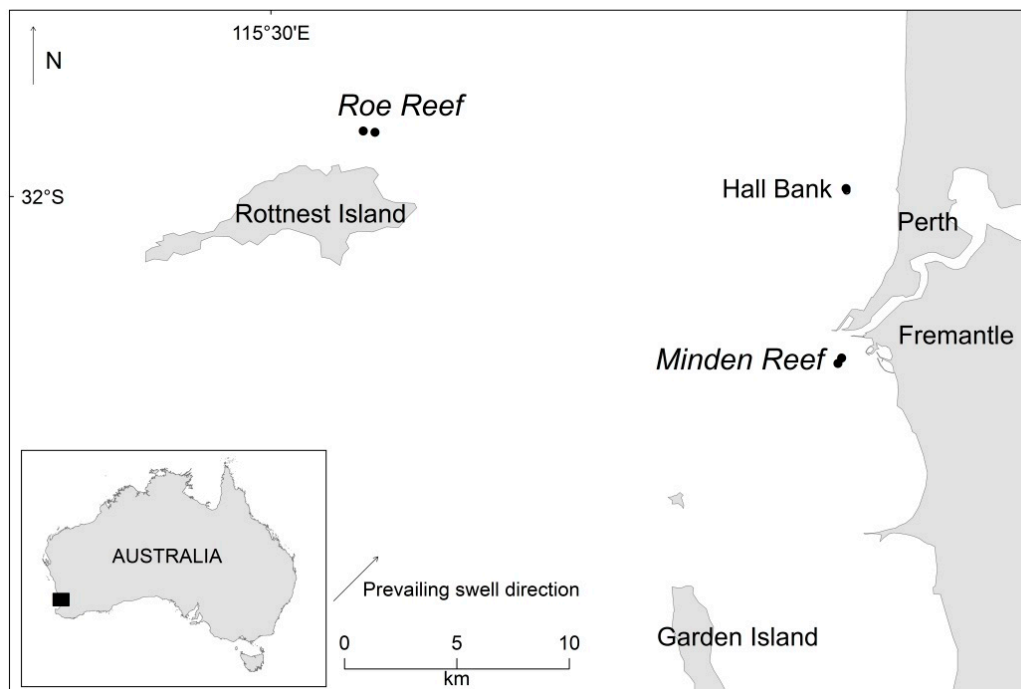 115°30'E
N
Roe Reef
32°S
Rottnest Island
Hall Bank
Perth
Fremantle
Minden Reef
AUSTRALIA
Prevailing swell direction
0 5 10
km
Garden Island